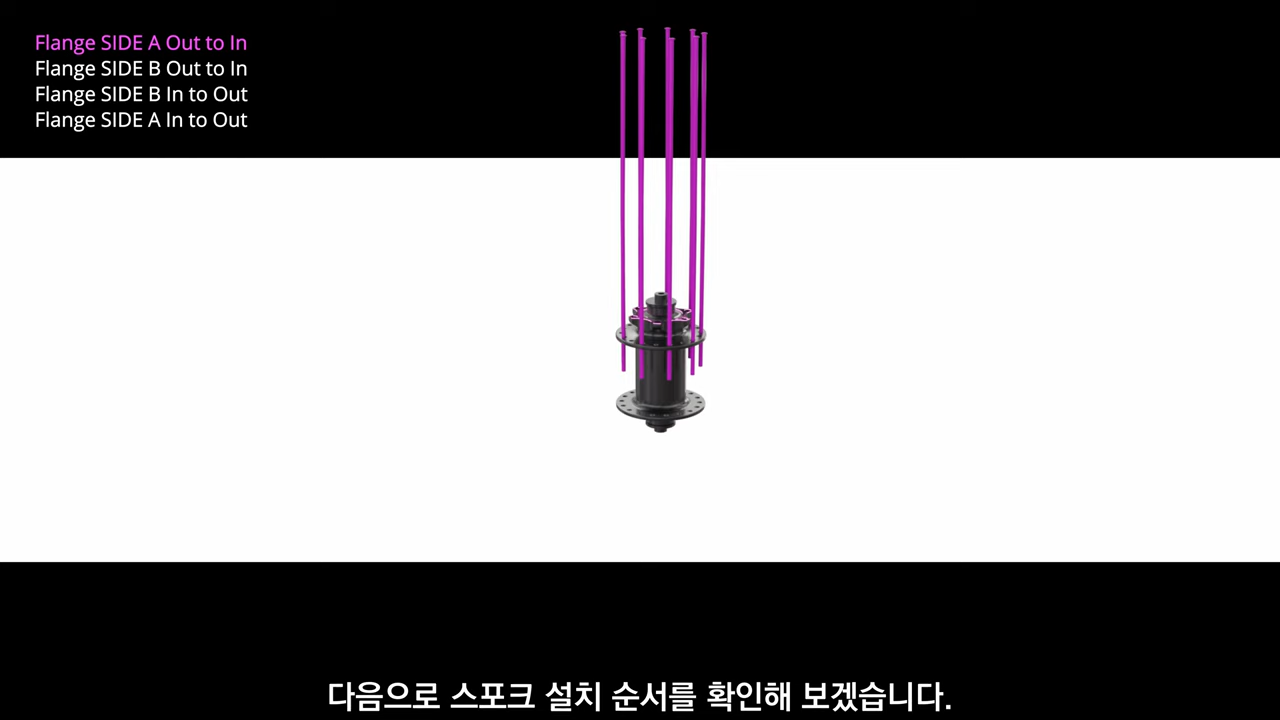 Flange SIDE A Out to In
Flange SIDE B Out to In
Flange SIDE B In to Out
Flange SIDE A In to Out
다음으로 스포크 설치 순서를 확인해 보겠습니다.